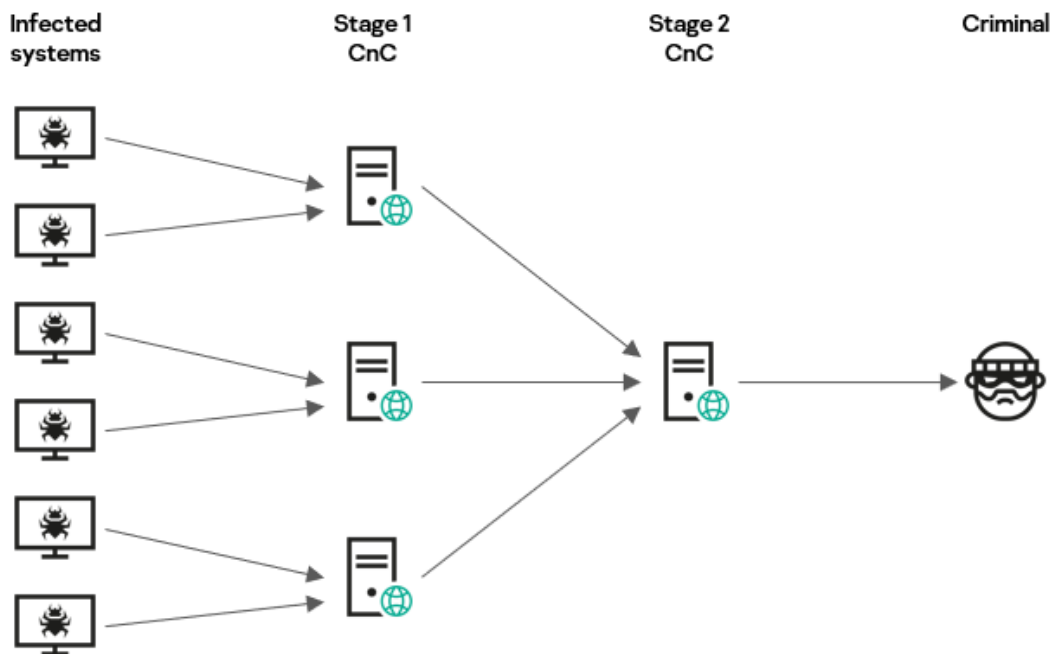 Infected
systems
Stage 1
CnC
Stage 2
CnC
Criminal